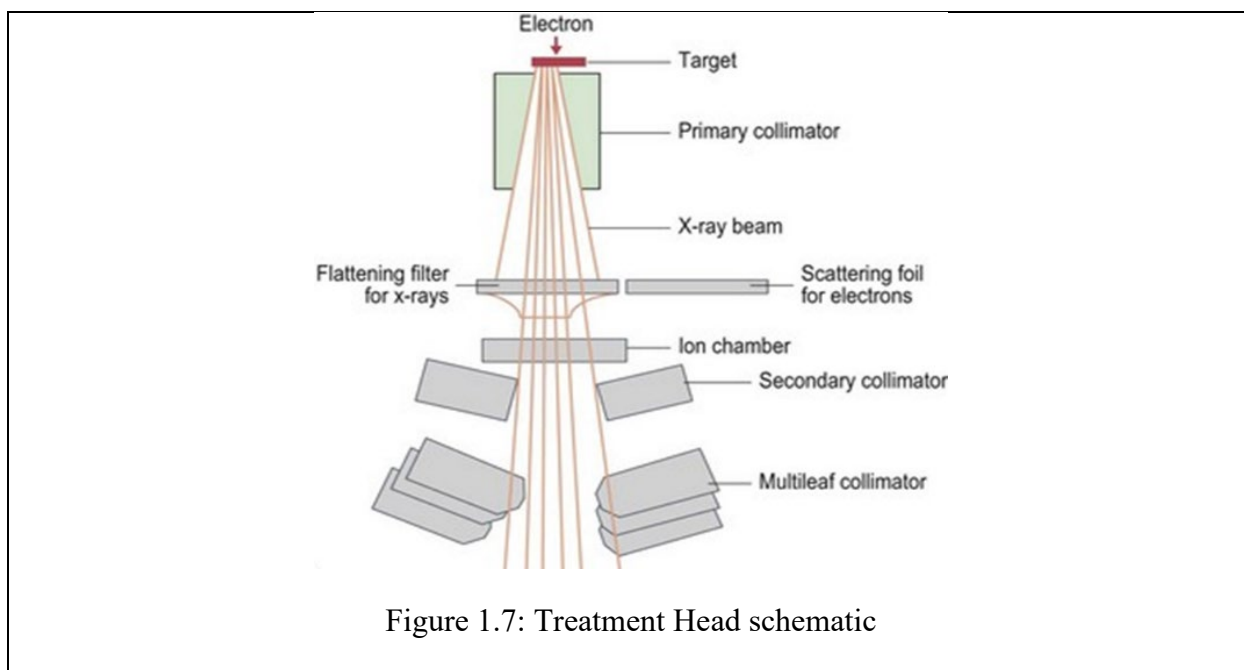 Electron
Target
Primary collimator
X-ray beam
Flattening filter
for x-rays
Scattering foil
for electrons
Ion chamber
Secondary collimator
Multileaf collimator
Figure 1.7: Treatment Head schematic